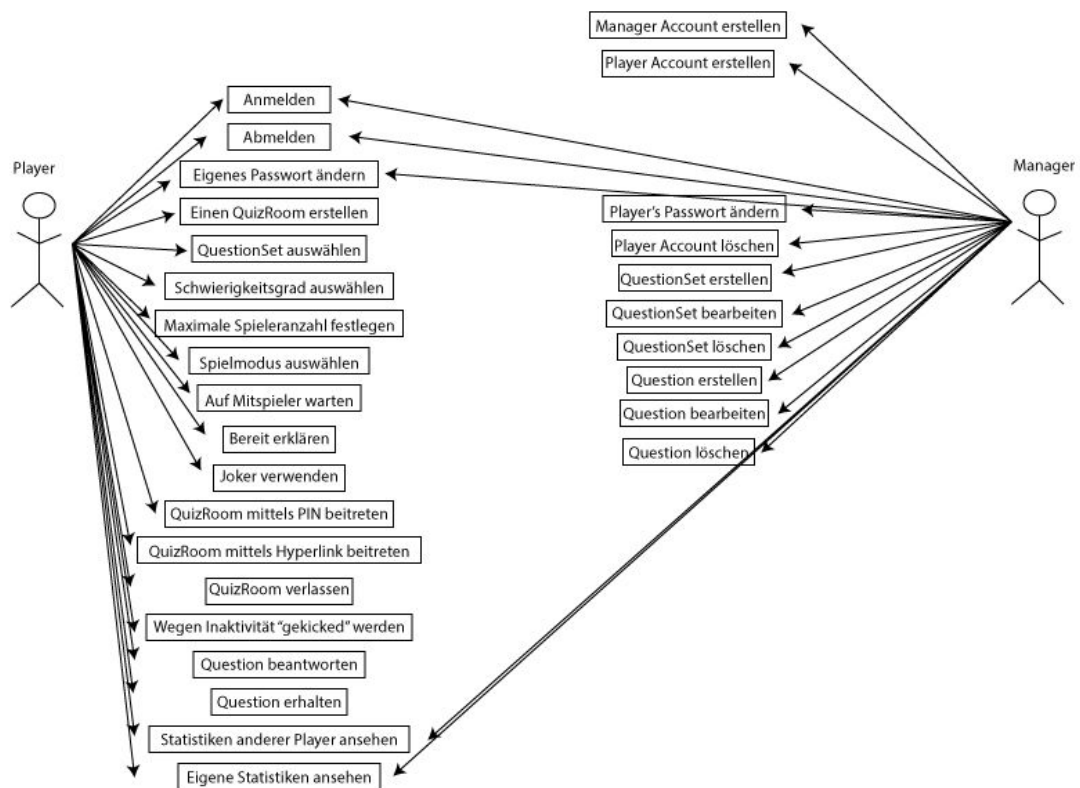 Manager Account erstellen
Player Account erstellen
Anmelden
Abmelden
Player
Manager
Eigenes Passwort ändern
Einen QuizRoom erstellen
Player's Passwort ändern
QuestionSet auswählen
Player Account löschen
Schwierigkeitsgrad auswählen
QuestionSet erstellen
Maximale Spieleranzahl festlegen
QuestionSet bearbeiten
Spielmodus auswählen
QuestionSet löschen
Auf Mitspieler warten
Question erstellen
Bereit erklären
Question bearbeiten
Joker verwenden
Question löschen
QuizRoom mittels PIN beitreten
QuizRoom mittels Hyperlink beitreten
QuizRoom verlassen
Wegen Inaktivität “gekicked” werden
Question beantworten
Question erhalten
Statistiken anderer Player ansehen
Eigene Statistiken ansehen